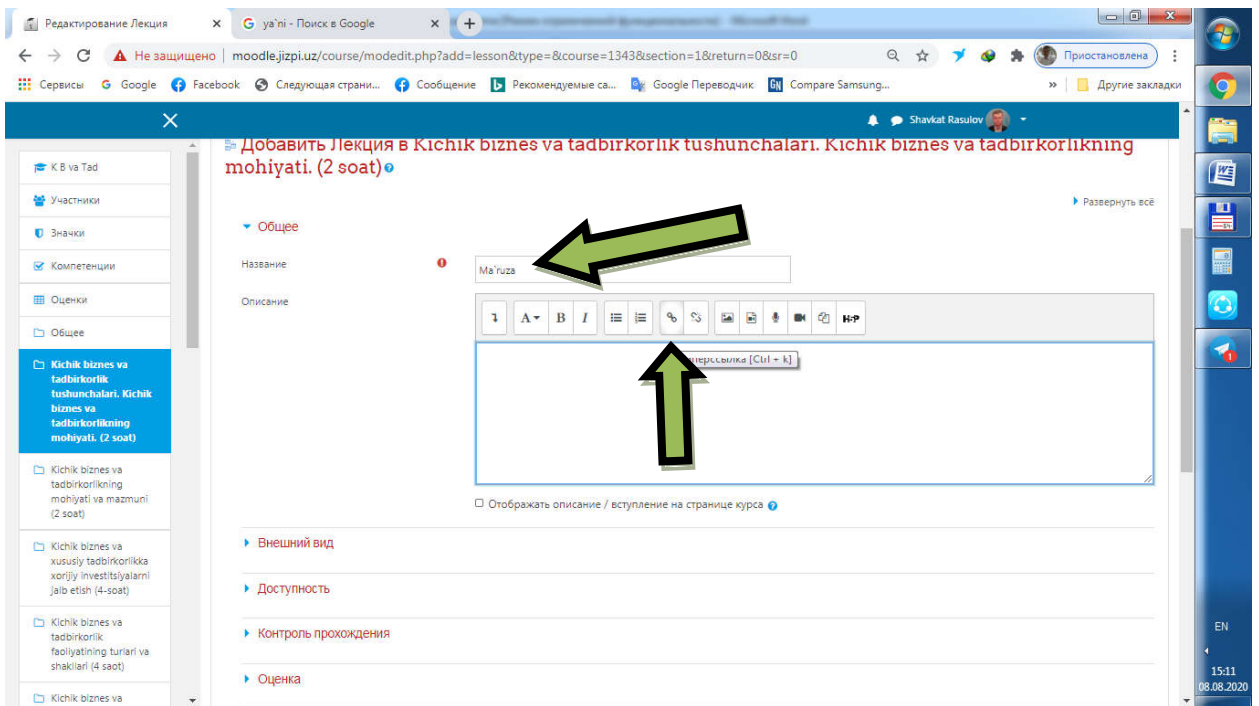 Редактирование Лекция
ya`ni - Поиск в Google
Не защищено | moodle.jizpi.uz/course/modedit.php?add=lesson&type=&course=1343&section=1&return=0&sr=0
Приостановлена
Сервисы
Google
Facebook
Следующая страни...
Сообщение
Рекомендуемые са...
Google Переводчик
Compare Samsung...
»
Другие закладки
Shavkat Rasulov
Добавить Лекция в Kichik biznes va tadbirkorlik tushunchalari. Kichik biznes va tadbirkorlikning
mohiyati. (2 soat)
Развернуть всё
K B va Tad
Участники
Значки
Компетенции
Оценки
Общее
Kichik biznes va
tadbirkorlik
tushunchalari. Kichik
biznes va
tadbirkorlikning
mohiyati. (2 soat)
Kichik biznes va
tadbirkorlikning
mohiyati va mazmuni
(2 soat)
Kichik biznes va
xususiy tadbirkorlikka
xorijiy investitsiyalarni
jalb etish (4-soat)
Kichik biznes va
tadbirkorlik
faoliyatining turlari va
shakllari (4 saot)
Kichik biznes va
Общее
Название
Ma`ruza
Описание
A B I
H-P
[Ctrl + k]
Отображать описание / вступление на странице курса
Внешний вид
Доступность
Контроль прохождения
Оценка
EN
15:11
08.08.2020